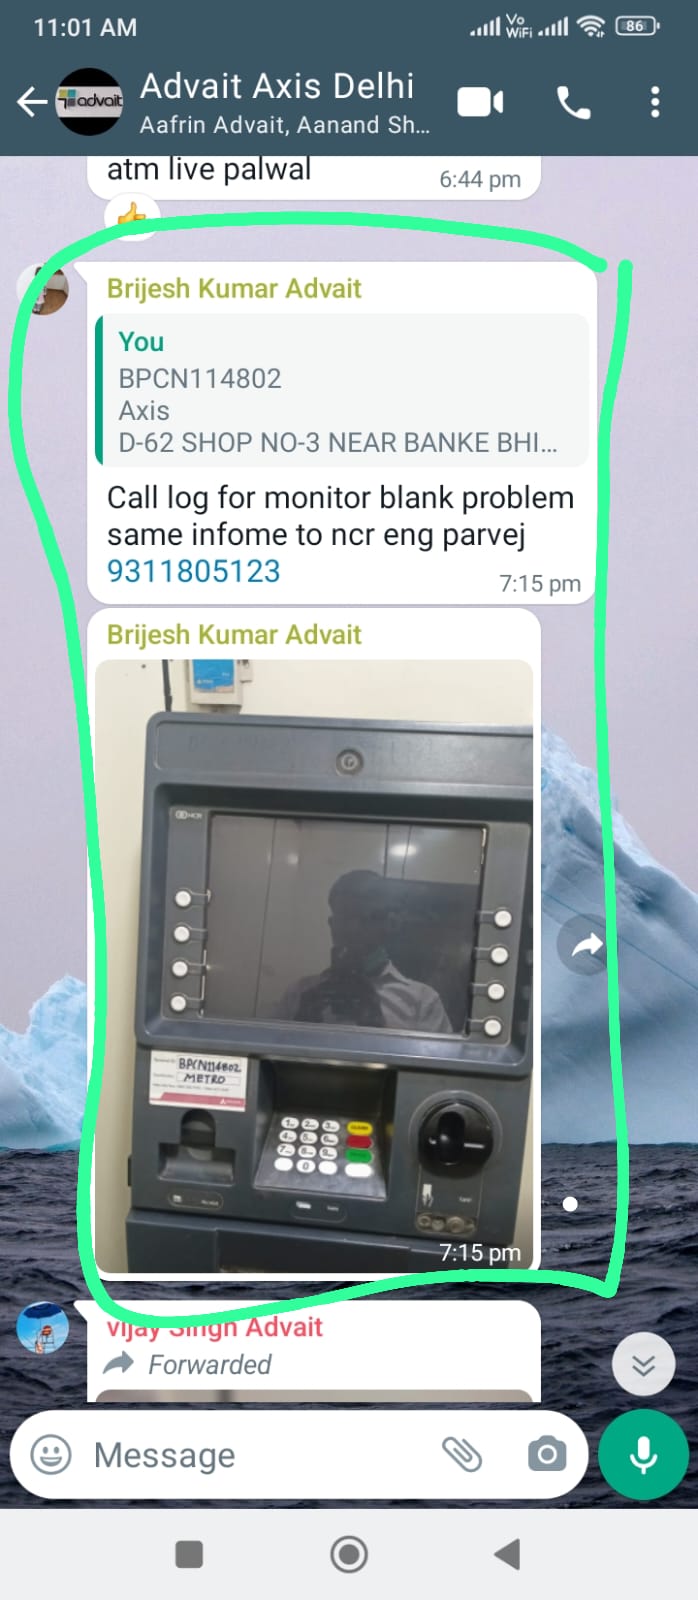 11:01 AM
Vo
WiFi
86
advait
Advait Axis Delhi
Aafrin Advait, Aanand Sh...
atm live palwal
6:44 pm
Brijesh Kumar Advait
You
BPCN114802
Axis
D-62 SHOP NO-3 NEAR BANKE BHI...
Call log for monitor blank problem
same infome to ncr eng parvej
9311805123
7:15 pm
Brijesh Kumar Advait
NCR
BPCN114802
METRO
7:15 pm
vijay Singh Advait
Forwarded
Message